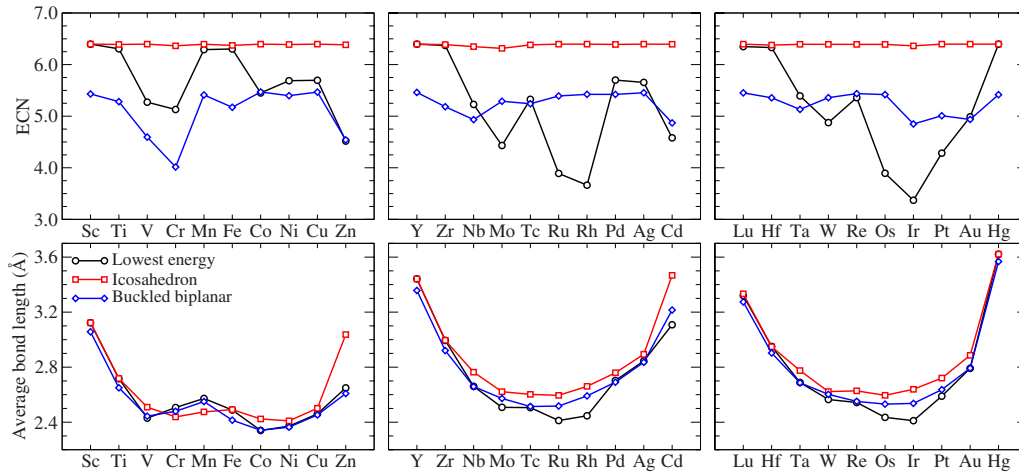 ECN
7.0
6.0
5.0
4.0
3.0
Sc Ti V Cr Mn Fe Co Ni Cu Zn
Y Zr Nb Mo Tc Ru Rh Pd Ag Cd
Lu Hf Ta W Re Os Ir Pt Au Hg
Average bond length (Å)
3.6
3.2
2.8
2.4
Lowest energy
Icosahedron
Buckled biplanar
Sc Ti V Cr Mn Fe Co Ni Cu Zn
Y Zr Nb Mo Tc Ru Rh Pd Ag Cd
Lu Hf Ta W Re Os Ir Pt Au Hg